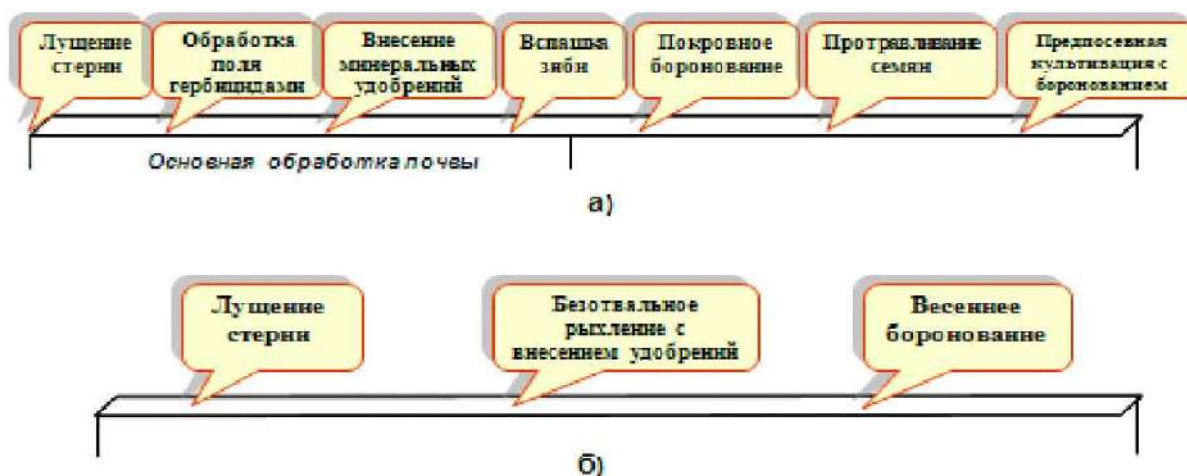 Лущение
стерни
Обработка
поля
гербицидами
Внесение
минеральных
удобрений
Вспашка
зяби
Покровное
боронование
Протравливание
семян
Предпосевная
культивация с
боронованием
Основная обработка почвы
а)
Лущение
стерни
Безотвальное
рыхление с
внесением удобрений
Весеннее
боронование
б)